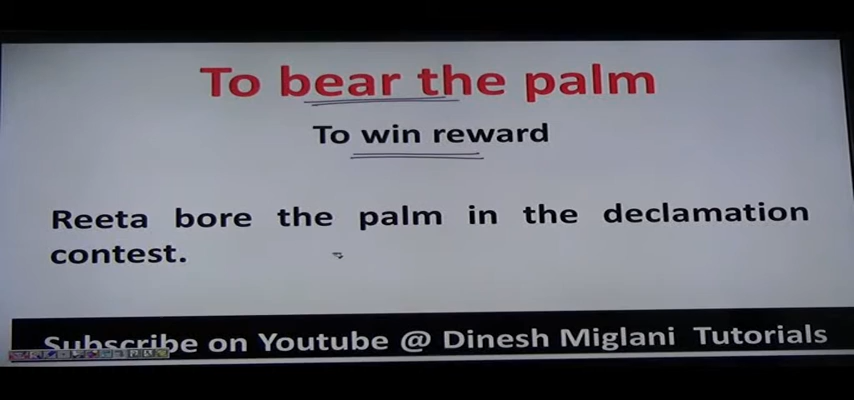 To bear the palm
To win reward
Reeta bore the palm in the declamation
contest.
Subscribe on Youtube @ Dinesh Miglani Tutorials